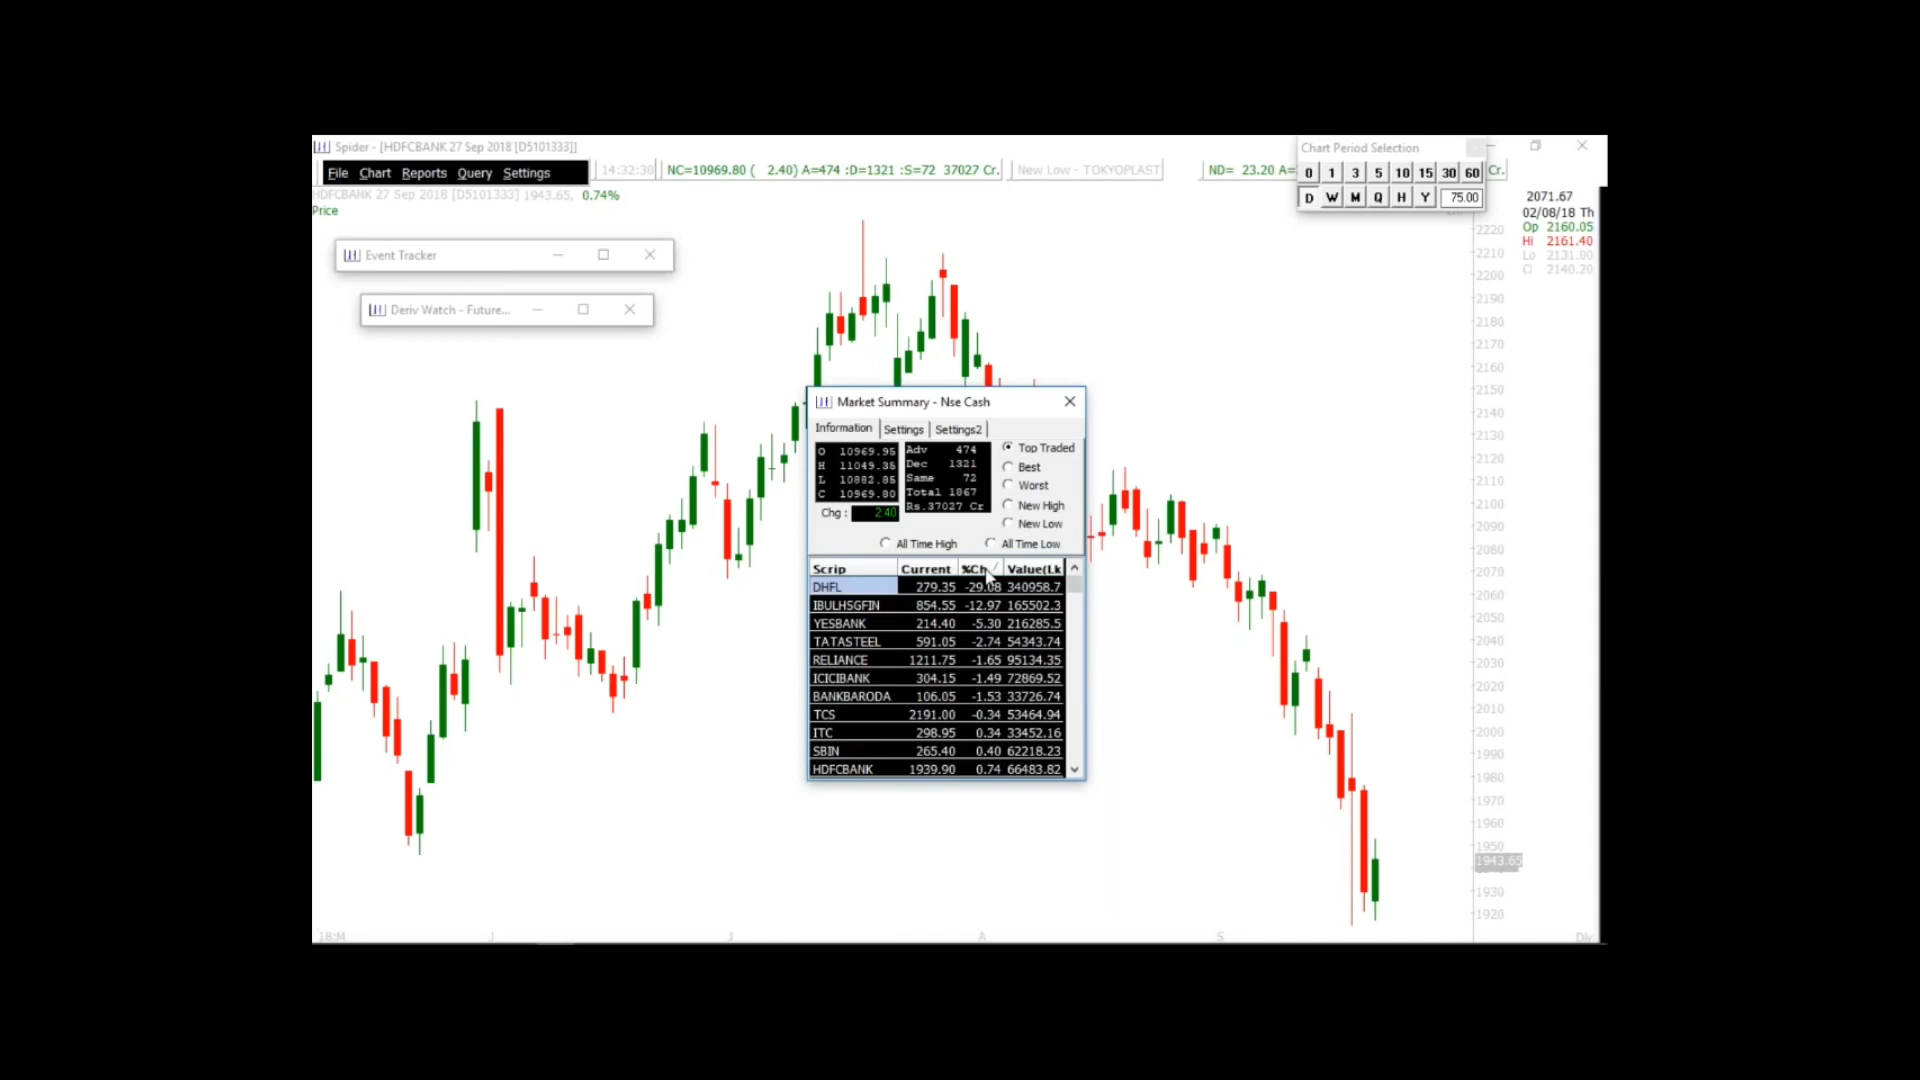 Spider - [HDFCBANK 27 Sep 2018 [D5101333]]
File Chart Reports Query Settings
14:32:30 NC=10969.80 ( 2.40) A=474 :D=1321 :S=72 37027 Cr. New Low - TOKYOPLAST ND= 23.20 A= Cr.
HDFCBANK 27 Sep 2018 [D5101333] 1943.65, 0.74%
Price
Chart Period Selection
0 1 3 5 10 15 30 60
D W M Q H Y 75.00
2071.67
02/08/18 Th
Op 2160.05
Hi 2161.40
Lo 2131.00
Cl 2140.20
Event Tracker
Deriv Watch - Future...
Market Summary - Nse Cash
Information Settings Settings2
O 10969.95
H 11049.35
L 10882.85
C 10969.80
Chg : 2.40
Adv 474
Dec 1321
Same 72
Total 1867
Rs.37027 Cr
Top Traded
Best
Worst
New High
New Low
All Time High All Time Low
Scrip Current %Ch Value(Lk
DHFL 279.35 -29.08 340958.7
IBULHSGFIN 854.55 -12.97 165502.3
YESBANK 214.40 -5.30 216285.5
TATASTEEL 591.05 -2.74 54343.74
RELIANCE 1211.75 -1.65 95134.35
ICICIBANK 304.15 -1.49 72869.52
BANKBARODA 106.05 -1.53 33726.74
TCS 2191.00 -0.34 53464.94
ITC 298.95 0.34 33452.16
SBIN 265.40 0.40 62218.23
HDFCBANK 1939.90 0.74 66483.82
2220
2210
2200
2190
2180
2170
2160
2150
2140
2130
2120
2110
2100
2090
2080
2070
2060
2050
2040
2030
2020
2010
2000
1990
1980
1970
1960
1950
1943.65
1930
1920
18:M J J A S Dly